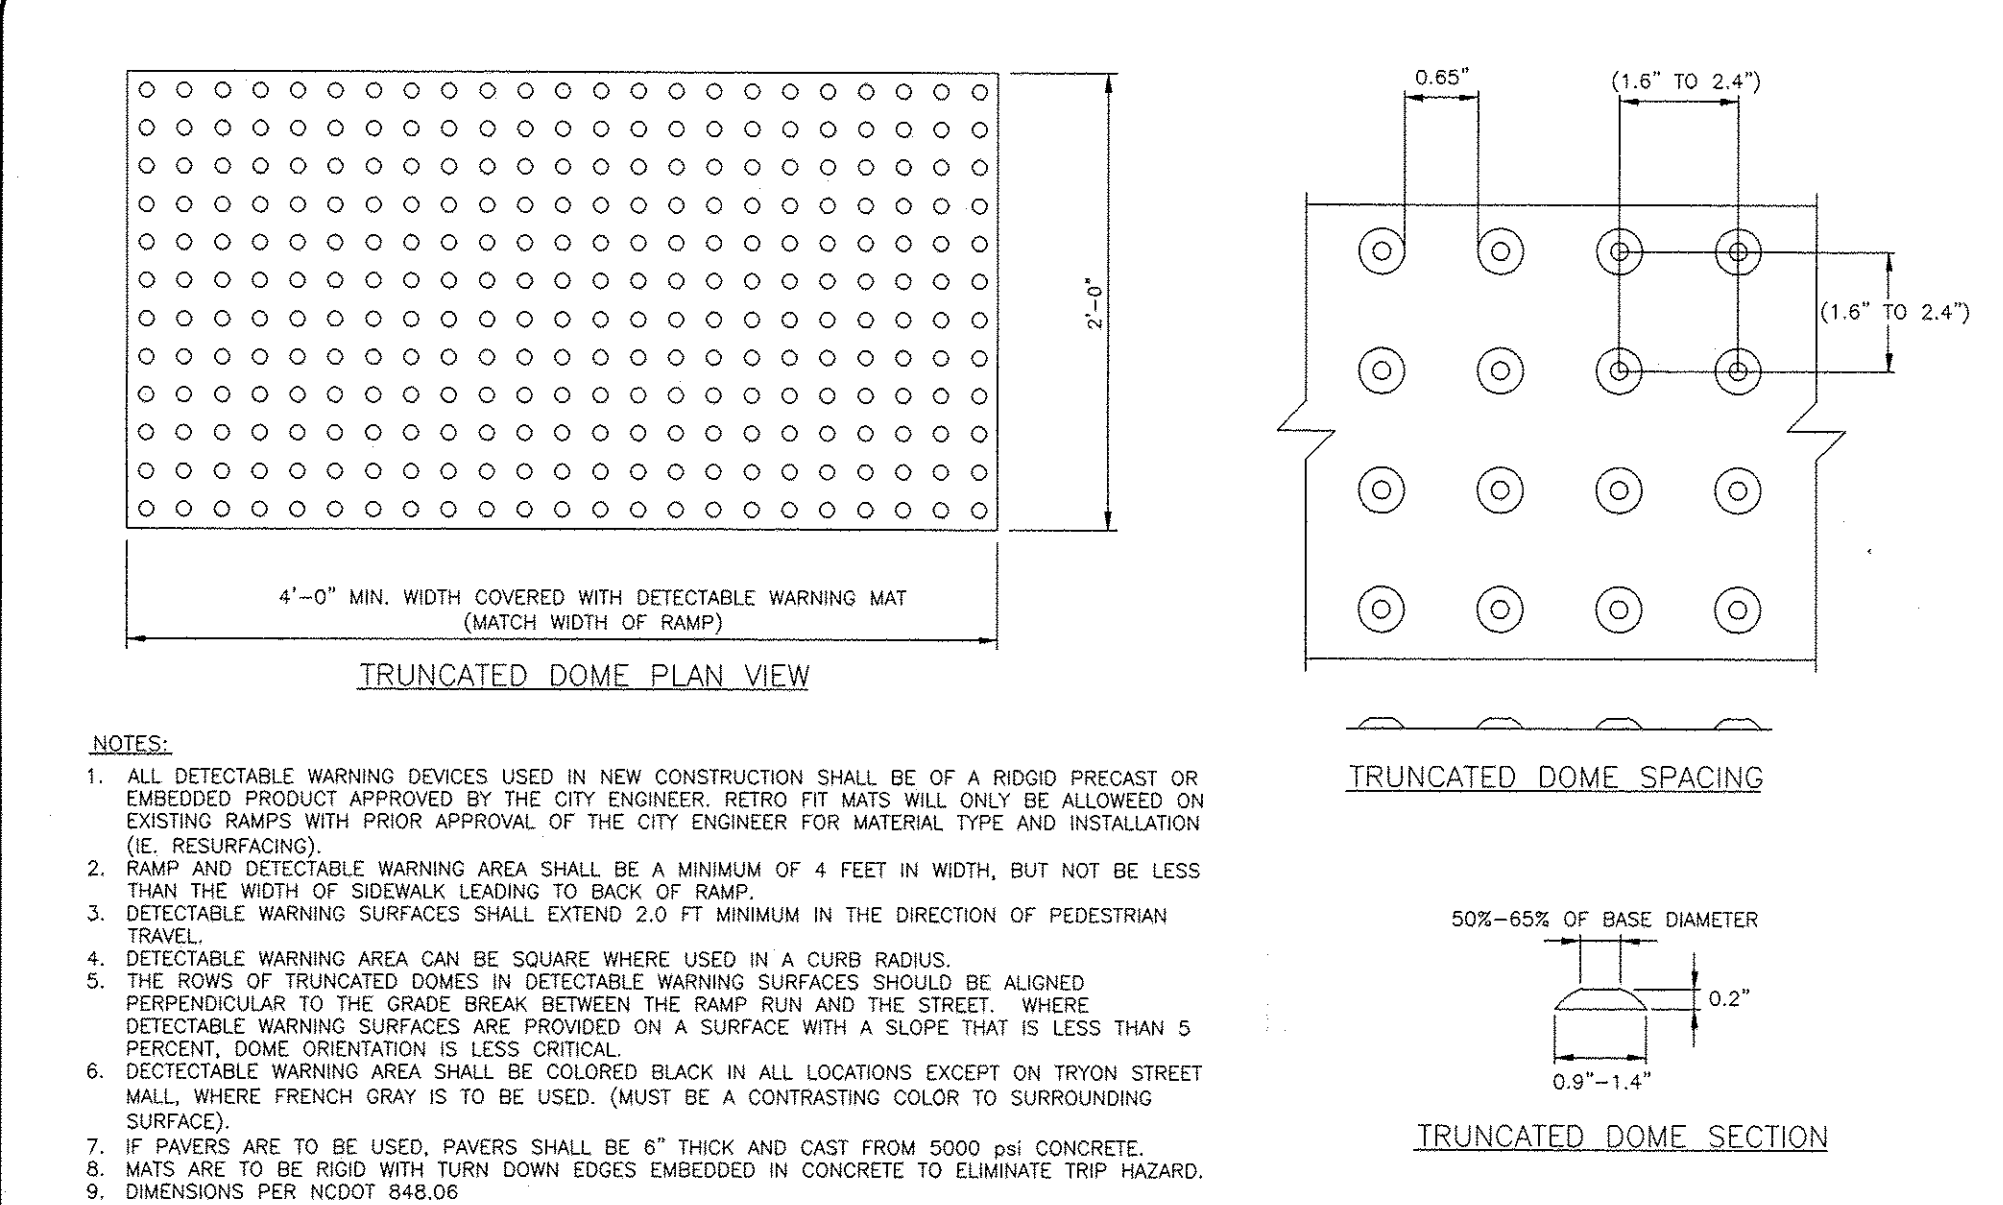 0.65"
(1.6" TO 2.4")
2'-0"
(1.6" TO 2.4")
4'-0" MIN. WIDTH COVERED WITH DETECTABLE WARNING MAT
(MATCH WIDTH OF RAMP)
TRUNCATED DOME PLAN VIEW
TRUNCATED DOME SPACING
NOTES:
1. ALL DETECTABLE WARNING DEVICES USED IN NEW CONSTRUCTION SHALL BE OF A RIDGID PRECAST OR
EMBEDDED PRODUCT APPROVED BY THE CITY ENGINEER. RETRO FIT MATS WILL ONLY BE ALLOWEED ON
EXISTING RAMPS WITH PRIOR APPROVAL OF THE CITY ENGINEER FOR MATERIAL TYPE AND INSTALLATION
(IE. RESURFACING).
2. RAMP AND DETECTABLE WARNING AREA SHALL BE A MINIMUM OF 4 FEET IN WIDTH, BUT NOT BE LESS
THAN THE WIDTH OF SIDEWALK LEADING TO BACK OF RAMP.
3. DETECTABLE WARNING SURFACES SHALL EXTEND 2.0 FT MINIMUM IN THE DIRECTION OF PEDESTRIAN
TRAVEL.
4. DETECTABLE WARNING AREA CAN BE SQUARE WHERE USED IN A CURB RADIUS.
5. THE ROWS OF TRUNCATED DOMES IN DETECTABLE WARNING SURFACES SHOULD BE ALIGNED
PERPENDICULAR TO THE GRADE BREAK BETWEEN THE RAMP RUN AND THE STREET. WHERE
DETECTABLE WARNING SURFACES ARE PROVIDED ON A SURFACE WITH A SLOPE THAT IS LESS THAN 5
PERCENT, DOME ORIENTATION IS LESS CRITICAL.
6. DECTECTABLE WARNING AREA SHALL BE COLORED BLACK IN ALL LOCATIONS EXCEPT ON TRYON STREET
MALL, WHERE FRENCH GRAY IS TO BE USED. (MUST BE A CONTRASTING COLOR TO SURROUNDING
SURFACE).
7. IF PAVERS ARE TO BE USED, PAVERS SHALL BE 6" THICK AND CAST FROM 5000 psi CONCRETE.
8. MATS ARE TO BE RIGID WITH TURN DOWN EDGES EMBEDDED IN CONCRETE TO ELIMINATE TRIP HAZARD.
9. DIMENSIONS PER NCDOT 848.06
50%-65% OF BASE DIAMETER
0.2"
0.9"-1.4"
TRUNCATED DOME SECTION